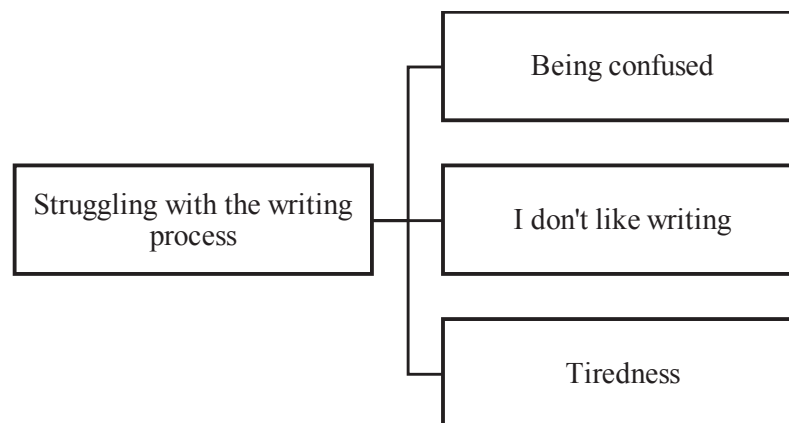 Being confused
Struggling with the writing
process
I don't like writing
Tiredness